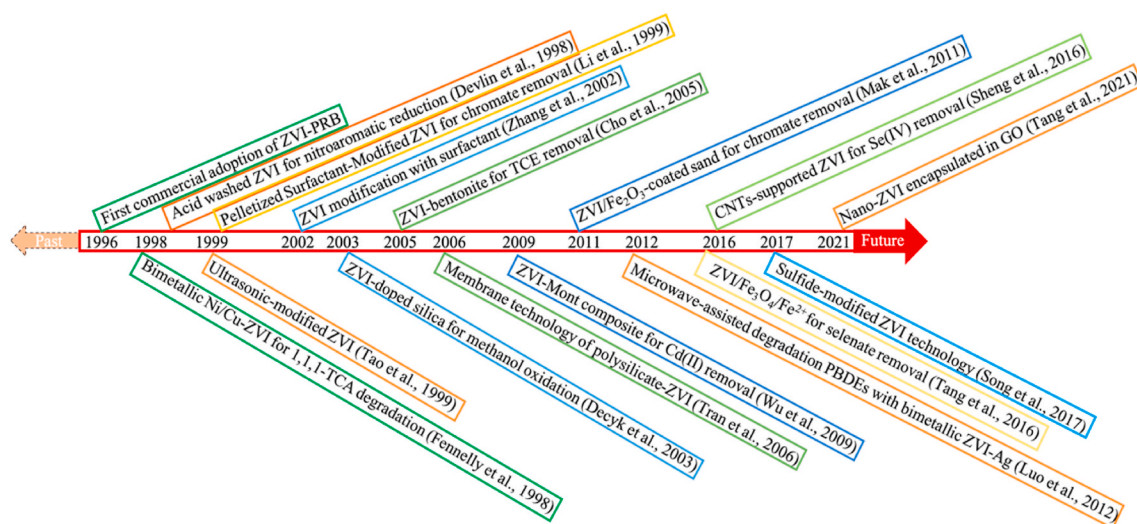 First commercial adoption of ZVI-PRB
Acid washed ZVI for nitroaromatic reduction (Devlin et al., 1998)
Pelletized Surfactant-Modified ZVI for chromate removal (Li et al., 1999)
ZVI modification with surfactant (Zhang et al., 2002)
ZVI-bentonite for TCE removal (Cho et al., 2005)
ZVI/Fe₂O₃-coated sand for chromate removal (Mak et al., 2011)
CNTs-supported ZVI for Se(IV) removal (Sheng et al., 2016)
Nano-ZVI encapsulated in GO (Tang et al., 2021)
Past 1996 1998 1999 2002 2003 2005 2006 2009 2011 2012 2016 2017 2021 Future
Bimetallic Ni/Cu-ZVI for 1,1,1-TCA degradation (Fennelly et al., 1998)
Ultrasonic-modified ZVI (Tao et al., 1999)
ZVI-doped silica for methanol oxidation (Decyk et al., 2003)
Membrane technology of polysilicate-ZVI (Tran et al., 2006)
ZVI-Mont composite for Cd(II) removal (Wu et al., 2009)
Microwave-assisted degradation PBDEs with bimetallic ZVI-Ag (Luo et al., 2012)
ZVI/Fe₃O₄/Fe²⁺ for selenate removal (Tang et al., 2016)
Sulfide-modified ZVI technology (Song et al., 2017)